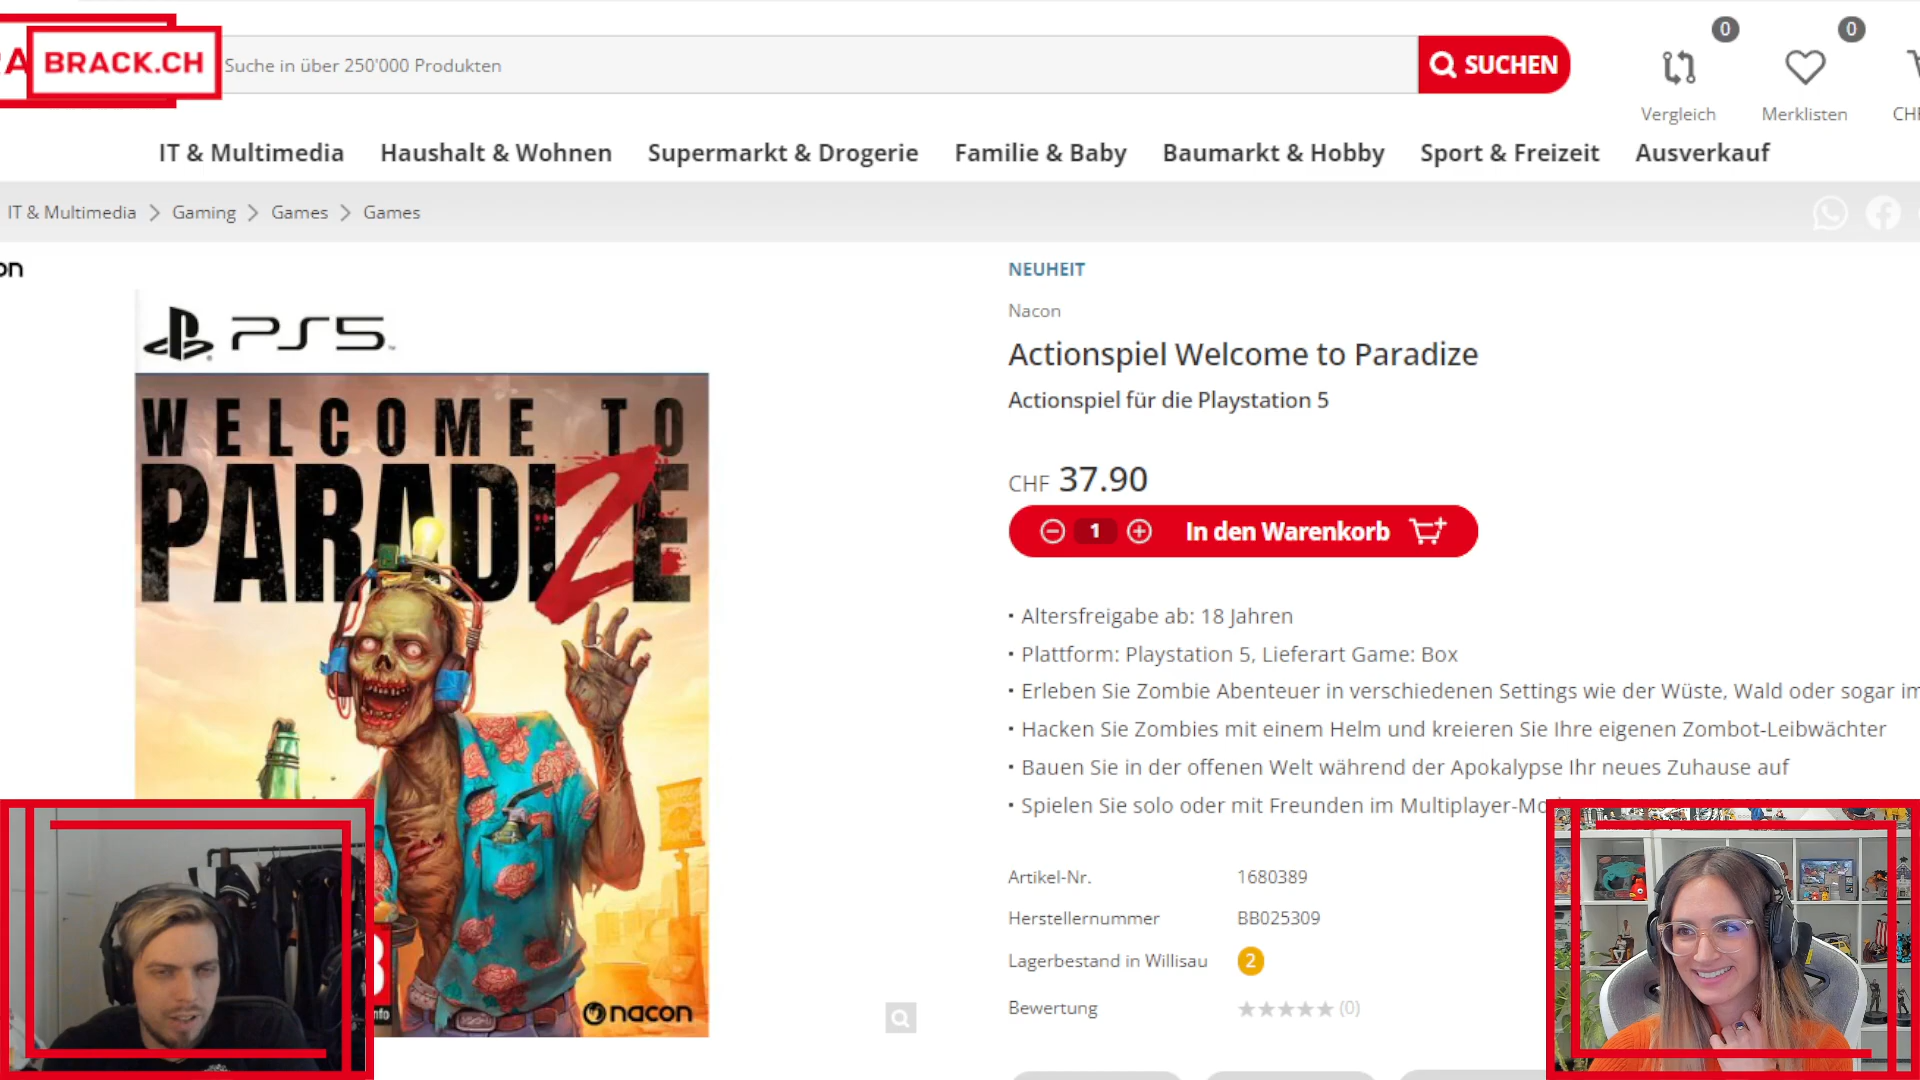 BRACK.CH
Suche in über 250'000 Produkten
SUCHEN
0
0
Vergleich
Merklisten
IT & Multimedia
Haushalt & Wohnen
Supermarkt & Drogerie
Familie & Baby
Baumarkt & Hobby
Sport & Freizeit
Ausverkauf
IT & Multimedia > Gaming > Games > Games
NEUHEIT
Nacon
Actionspiel Welcome to Paradize
Actionspiel für die Playstation 5
CHF 37.90
1 In den Warenkorb
• Altersfreigabe ab: 18 Jahren
• Plattform: Playstation 5, Lieferart Game: Box
• Erleben Sie Zombie Abenteuer in verschiedenen Settings wie der Wüste, Wald oder sogar im
• Hacken Sie Zombies mit einem Helm und kreieren Sie Ihre eigenen Zombot-Leibwächter
• Bauen Sie in der offenen Welt während der Apokalypse Ihr neues Zuhause auf
• Spielen Sie solo oder mit Freunden im
Artikel-Nr. 1680389
Herstellernummer BB025309
Lagerbestand in Willisau 2
Bewertung ★★★★★ (0)
PS5
WELCOME TO
PARADIZE
nacon